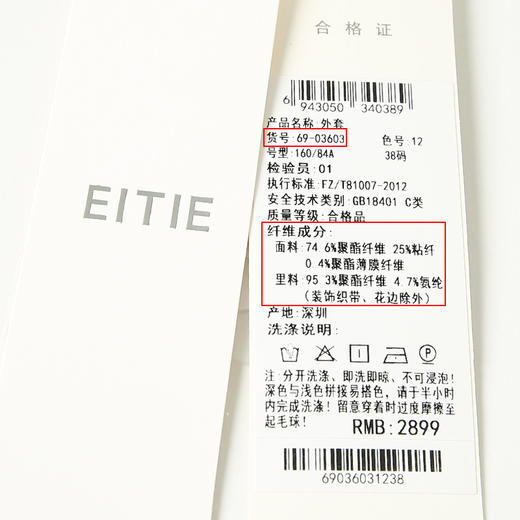 EITIE
合格证
6 943050 340389
产品名称:外套
货号:69-03603 色号:12
号型:160/84A 38码
检验员:01
执行标准:FZ/T81007-2012
安全技术类别:GB18401 C类
质量等级:合格品
纤维成分:
面料:74.6%聚酯纤维 25%粘纤
0.4%聚酯薄膜纤维
里料:95.3%聚酯纤维 4.7%氨纶
(装饰织带、花边除外)
产地:深圳
洗涤说明:
注:分开洗涤、即洗即晾、不可浸泡!
深色与浅色拼接易搭色,请于半小时
内完成洗涤!留意穿着时过度摩擦至
起毛球!
RMB:2899
69036031238